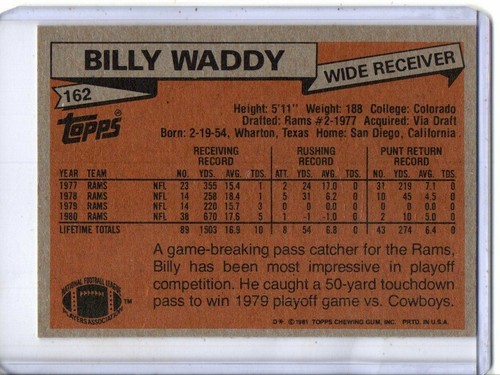 BILLY WADDY
WIDE RECEIVER
162
Topps®
Height: 5'11" Weight: 188 College: Colorado
Drafted: Rams #2-1977 Acquired: Via Draft
Born: 2-19-54, Wharton, Texas Home: San Diego, California
RECEIVING RECORD RUSHING RECORD PUNT RETURN RECORD
YEAR TEAM NO. YDS. AVG. TDS. ATT. YDS. AVG. TDS. NO. YDS. AVG. TDS.
1977 RAMS NFL 23 355 15.4 1 2 24 17.0 0 31 219 7.1 0
1978 RAMS NFL 14 258 18.4 1 5 31 6.2 0 10 45 4.5 0
1979 RAMS NFL 14 220 15.7 3 0 0 0.0 0 0 0 0.0 0
1980 RAMS NFL 38 670 17.6 5 1 -1 -1.0 0 2 10 5.0 0
LIFETIME TOTALS 89 1503 16.9 10 8 54 6.8 0 43 274 6.4 0
A game-breaking pass catcher for the Rams,
Billy has been most impressive in playoff
competition. He caught a 50-yard touchdown
pass to win 1979 playoff game vs. Cowboys.
NATIONAL FOOTBALL LEAGUE
PLAYERS ASSOCIATION
TM
© 1981 TOPPS CHEWING GUM, INC. PRTD. IN U.S.A.